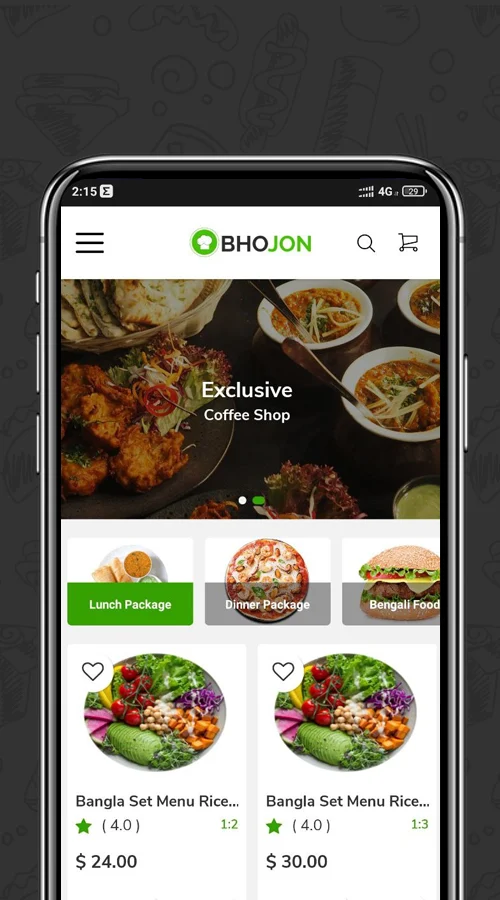 2:15 Σ 4G 29
BHOJON
Exclusive
Coffee Shop
Lunch Package Dinner Package Bengali Food
Bangla Set Menu Rice... Bangla Set Menu Rice...
( 4.0 ) 1:2 ( 4.0 ) 1:3
$ 24.00 $ 30.00